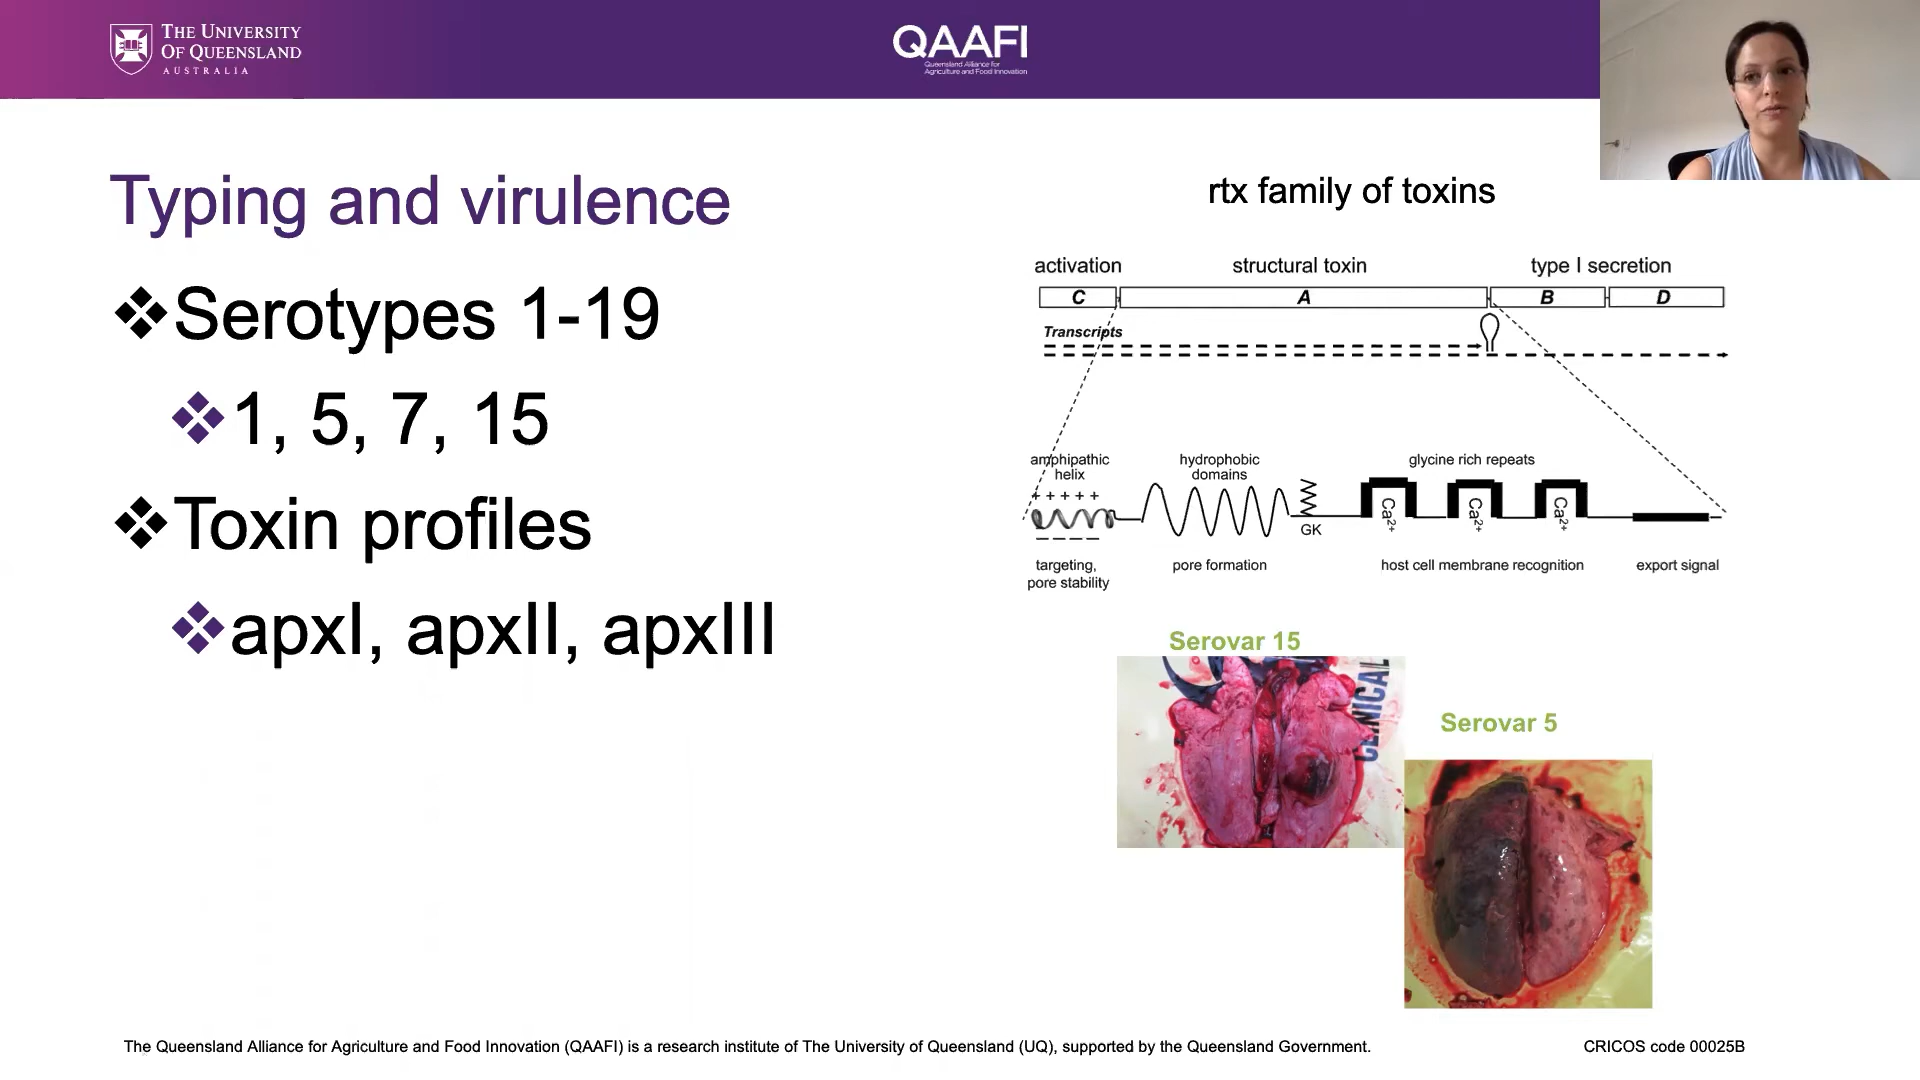 THE UNIVERSITY
OF QUEENSLAND
AUSTRALIA
QAAFI
Queensland Alliance for
Agriculture and Food Innovation
Typing and virulence
Serotypes 1-19
1, 5, 7, 15
Toxin profiles
apxI, apxII, apxIII
rtx family of toxins
activation structural toxin type I secretion
C A B D
Transcripts
amphipathic
helix
hydrophobic
domains
glycine rich repeats
+ + + + +
GK
Ca2+ Ca2+ Ca2+
– – – –
targeting,
pore stability
pore formation
host cell membrane recognition
export signal
Serovar 15
CLINICAL
Serovar 5
The Queensland Alliance for Agriculture and Food Innovation (QAAFI) is a research institute of The University of Queensland (UQ), supported by the Queensland Government.
CRICOS code 00025B